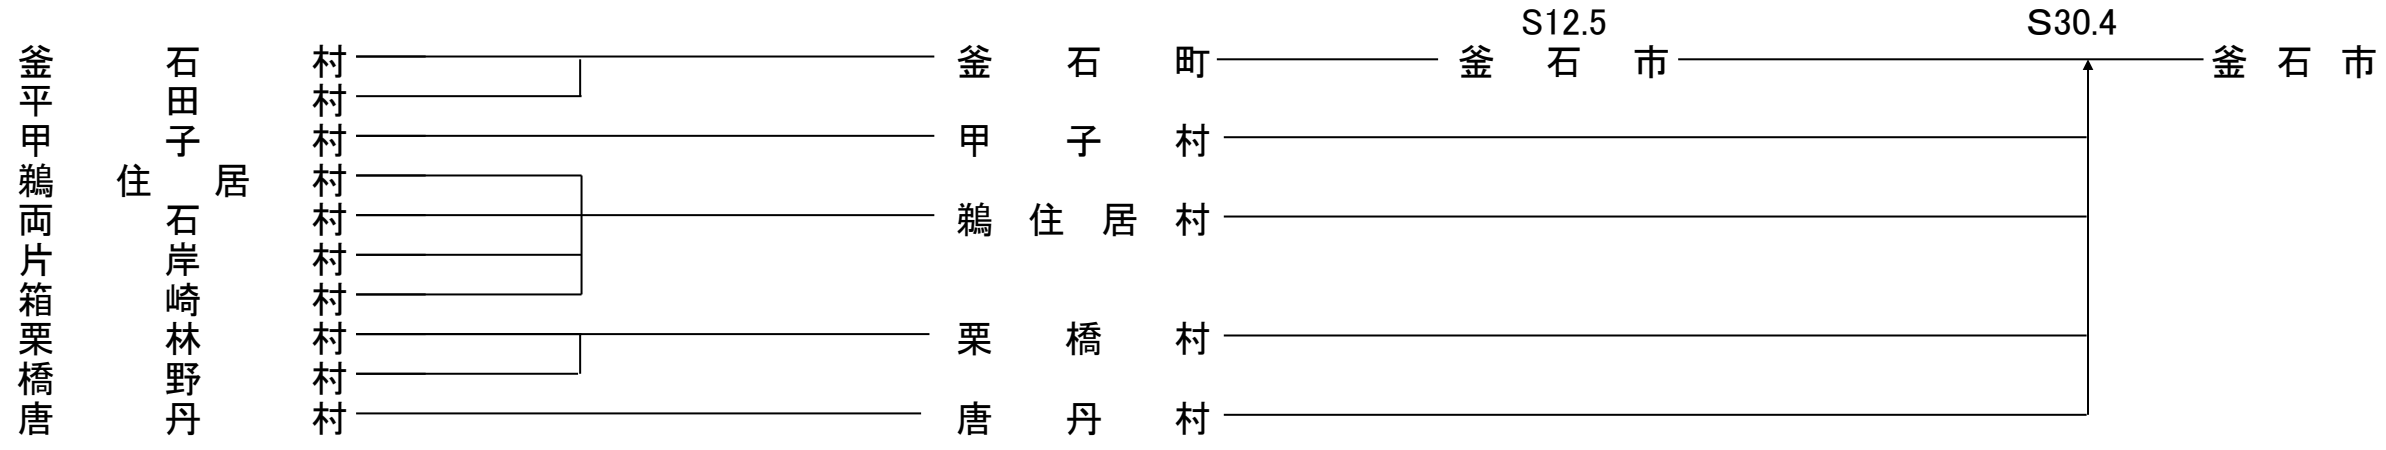 S12.5 S30.4
釜石村 釜石町 釜石市 釜石市
平田村
甲子村 甲子村
鵜住居村
両石村 鵜住居村
片岸村
箱崎村
栗林村 栗橋村
橋野村
唐丹村 唐丹村